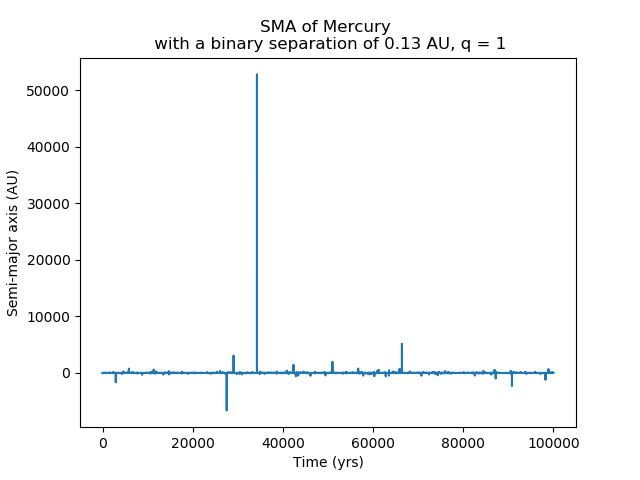 SMA of Mercury
with a binary separation of 0.13 AU, q = 1
50000
40000
30000
20000
10000
0
Semi-major axis (AU)
0 20000 40000 60000 80000 100000
Time (yrs)